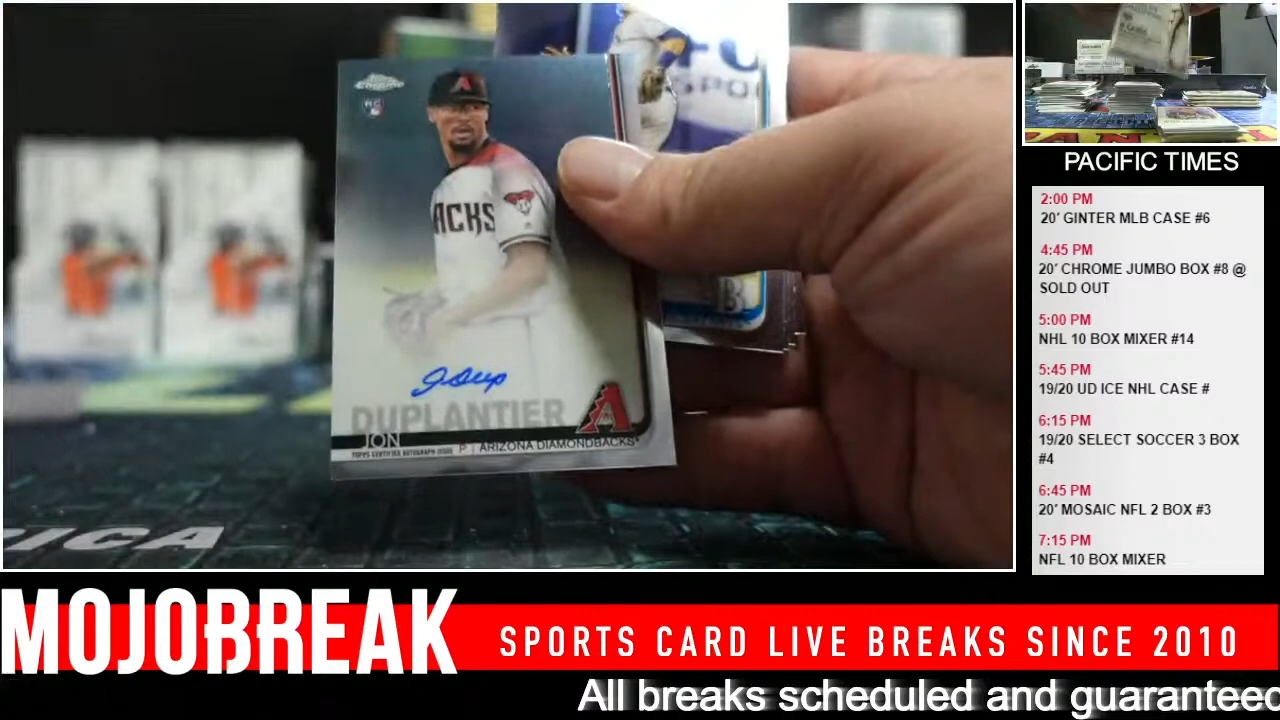 RC
ACKS
A
DUPLANTIER
JON
TOPPS CERTIFIED AUTOGRAPH ISSUE P | ARIZONA DIAMONDBACKS
RICA
PACIFIC TIMES
2:00 PM
20' GINTER MLB CASE #6
4:45 PM
20' CHROME JUMBO BOX #8 @
SOLD OUT
5:00 PM
NHL 10 BOX MIXER #14
5:45 PM
19/20 UD ICE NHL CASE #
6:15 PM
19/20 SELECT SOCCER 3 BOX
#4
6:45 PM
20' MOSAIC NFL 2 BOX #3
7:15 PM
NFL 10 BOX MIXER
MOJOBREAK
SPORTS CARD LIVE BREAKS SINCE 2010
All breaks scheduled and guaranteed